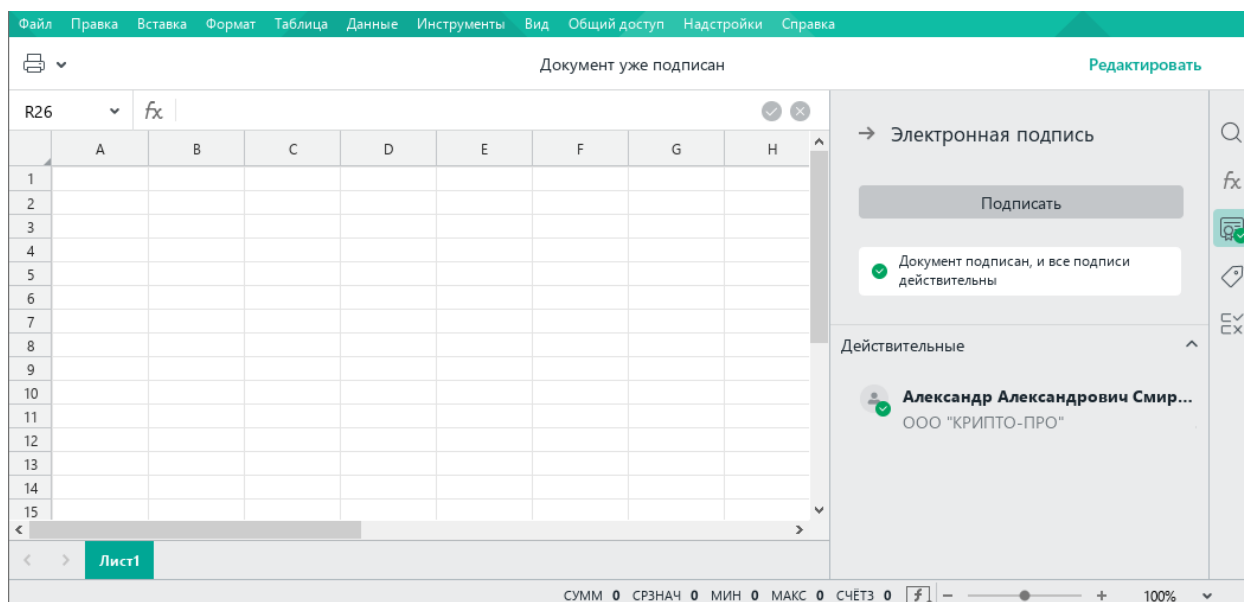 Файл Правка Вставка Формат Таблица Данные Инструменты Вид Общий доступ Надстройки Справка
Документ уже подписан Редактировать
R26 fx
Электронная подпись
A B C D E F G H
fx
1
2 Подписать
3
4
5 Документ подписан, и все подписи
действительны
6
7
8 Действительные
9
10 Александр Александрович Смир...
11 ООО "КРИПТО-ПРО"
12
13
14
15
Лист1
СУММ 0 СРЗНАЧ 0 МИН 0 МАКС 0 СЧЁТЗ 0 f 100%